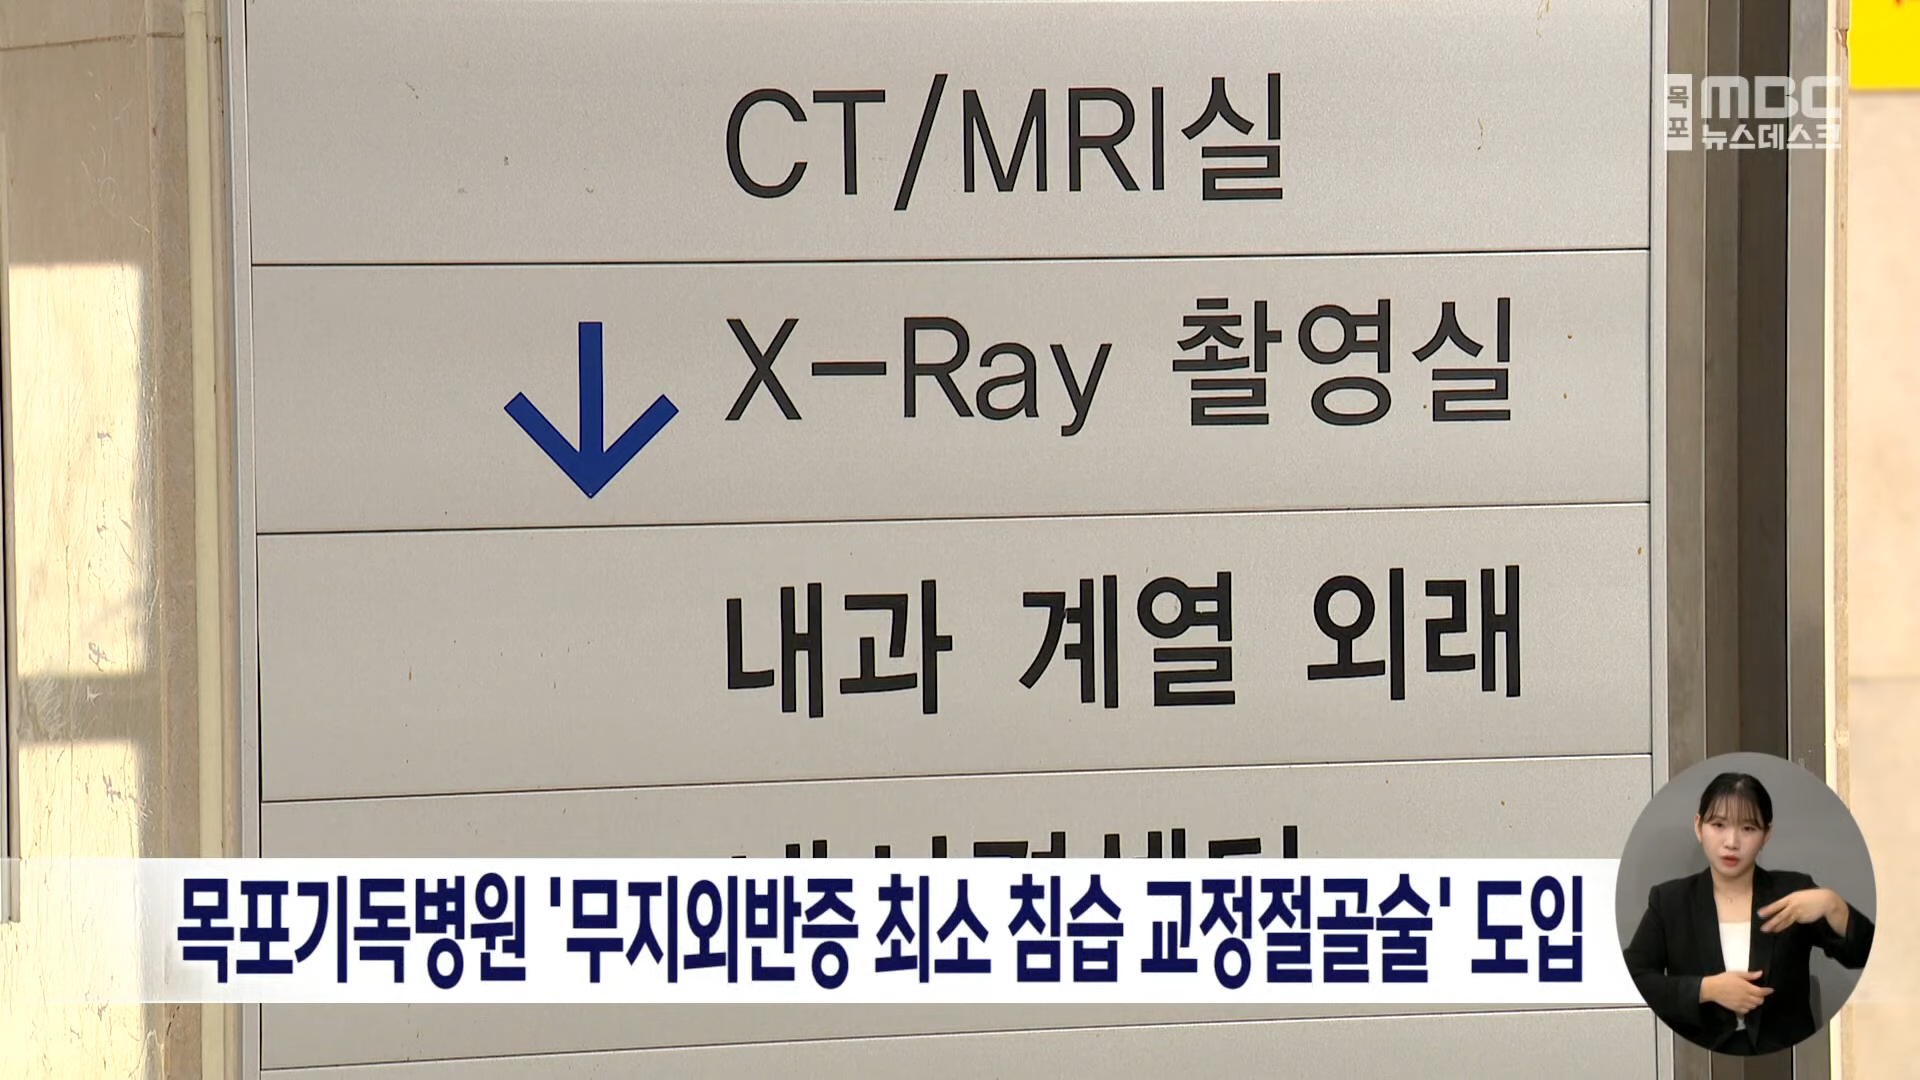 CT/MRI실
목포 MBC
뉴스데스크
X-Ray 촬영실
내과 계열 외래
목포기독병원 '무지외반증 최소 침습 교정절골술' 도입